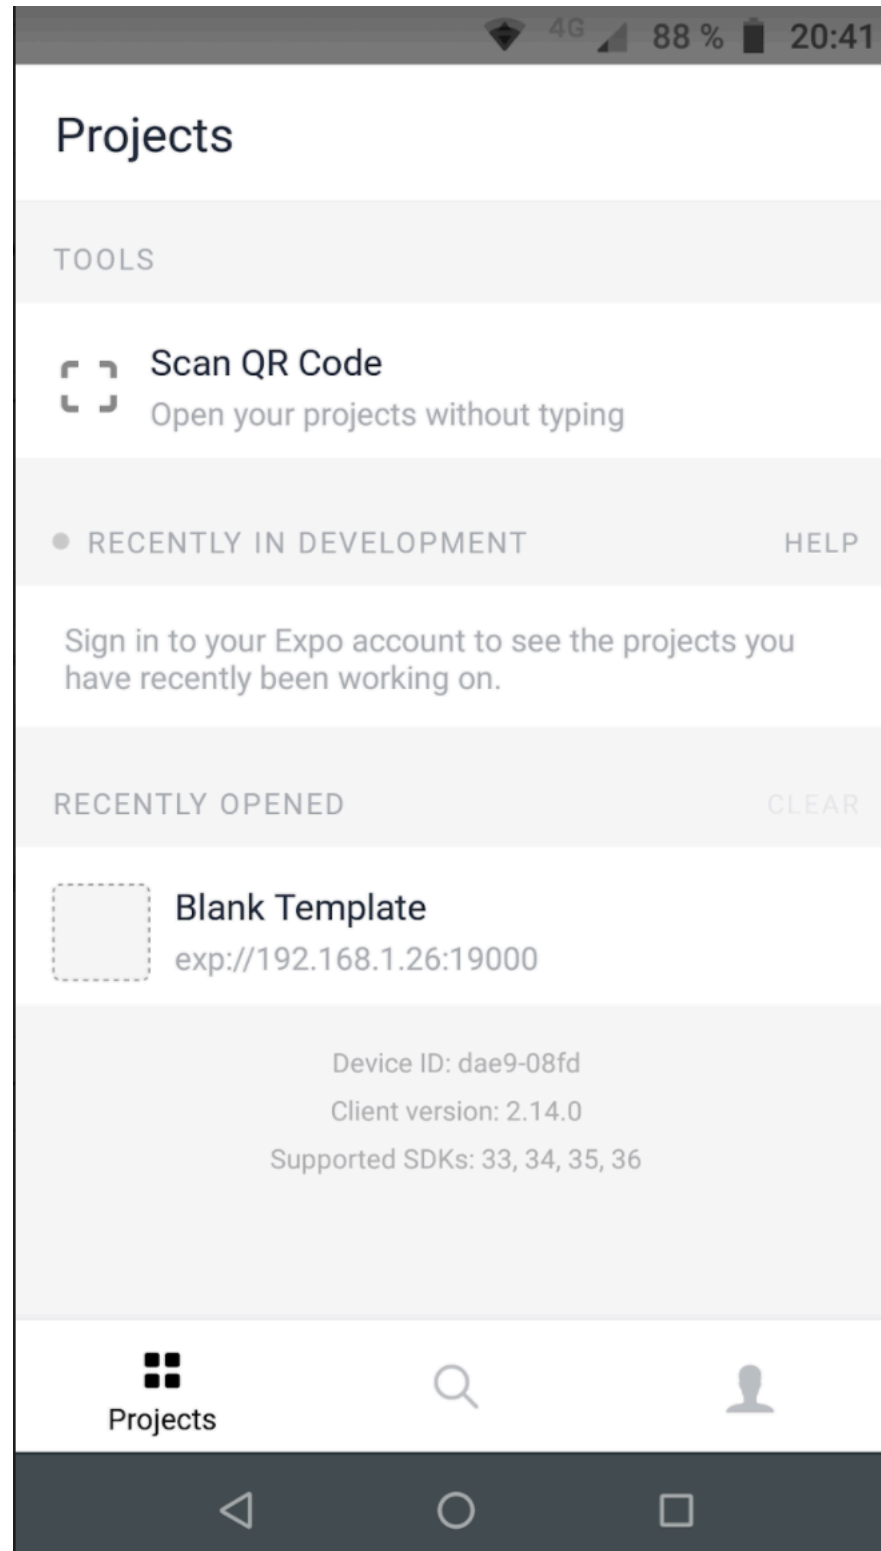 4G 88 % 20:41
Projects
TOOLS
Scan QR Code
Open your projects without typing
RECENTLY IN DEVELOPMENT HELP
Sign in to your Expo account to see the projects you
have recently been working on.
RECENTLY OPENED CLEAR
Blank Template
exp://192.168.1.26:19000
Device ID: dae9-08fd
Client version: 2.14.0
Supported SDKs: 33, 34, 35, 36
Projects